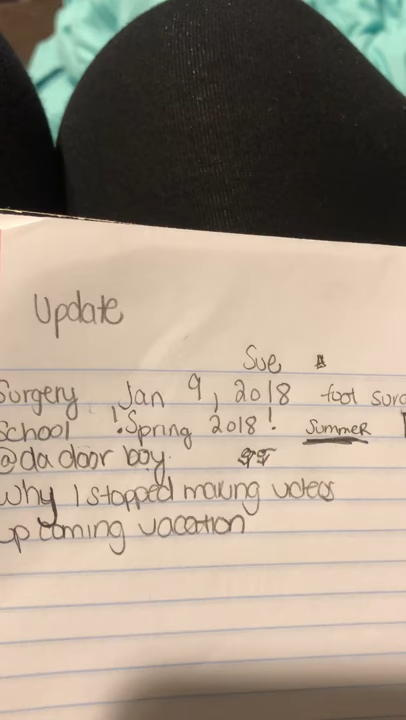 Update
Sue
Surgery Jan 9, 2018 foot surg
School !Spring 2018! Summer
@da door boy
Why I stopped making videos
upcoming vacation